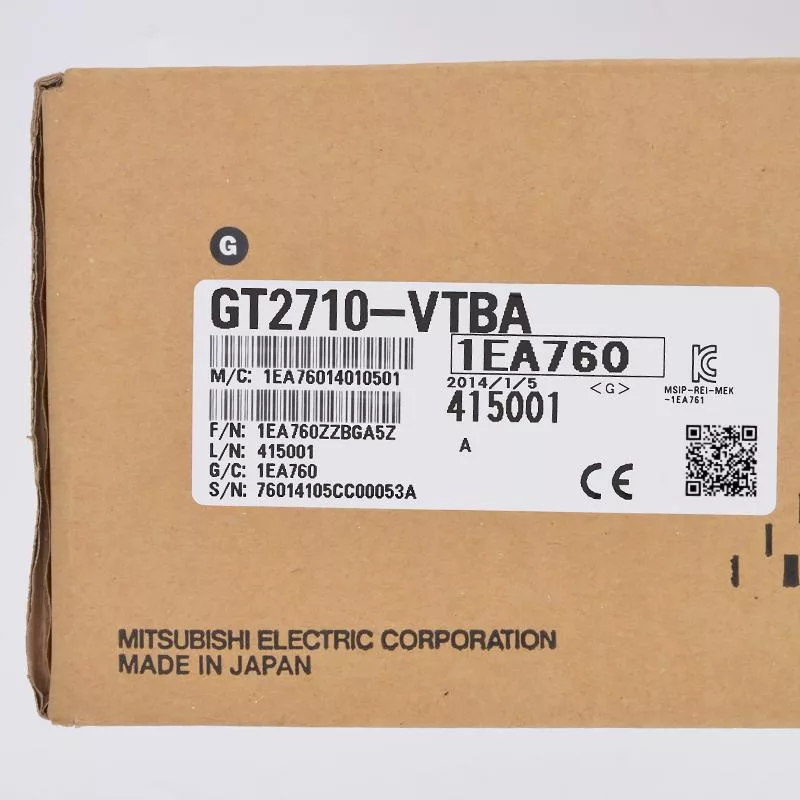 G
GT2710-VTBA
1EA760
M/C: 1EA76014010501
2014/1/5 <G>
MSIP-REI-MEK
-1EA761
415001
F/N: 1EA760ZZBGA5Z
L/N: 415001
A
G/C: 1EA760
S/N: 76014105CC00053A
CE
MITSUBISHI ELECTRIC CORPORATION
MADE IN JAPAN